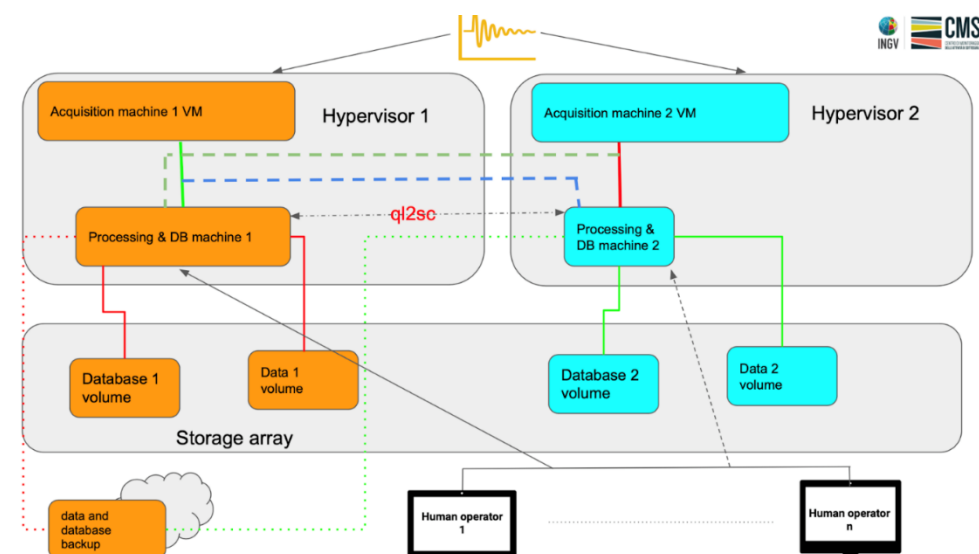 INGV
CMS
Acquisition machine 1 VM
Hypervisor 1
Acquisition machine 2 VM
Hypervisor 2
ql2sc
Processing &
DB machine 2
Processing & DB machine 1
Database 1
volume
Data 1
volume
Database 2
volume
Data 2
volume
Storage array
data and
database
backup
Human operator
1
Human operator
n